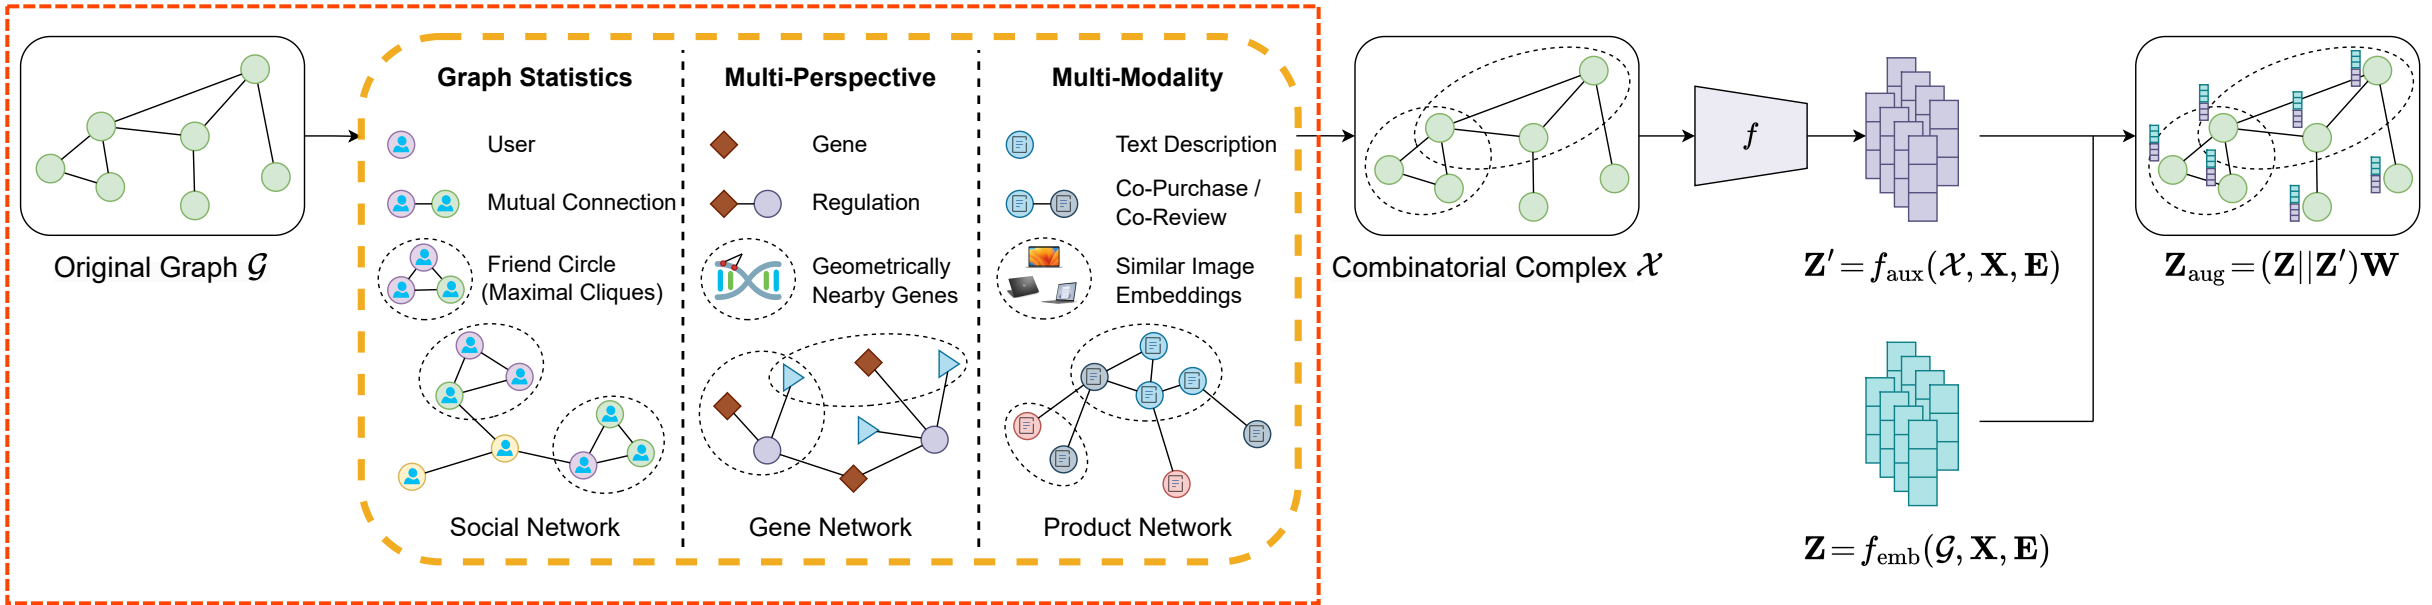 Original Graph 𝒢
Graph Statistics
User
Mutual Connection
Friend Circle
(Maximal Cliques)
Social Network
Multi-Perspective
Gene
Regulation
Geometrically
Nearby Genes
Gene Network
Multi-Modality
Text Description
Co-Purchase /
Co-Review
Similar Image
Embeddings
Product Network
Combinatorial Complex 𝒳
f
Z′ = f_aux(𝒳, X, E)
Z = f_emb(𝒢, X, E)
Z_aug = (Z||Z′)W